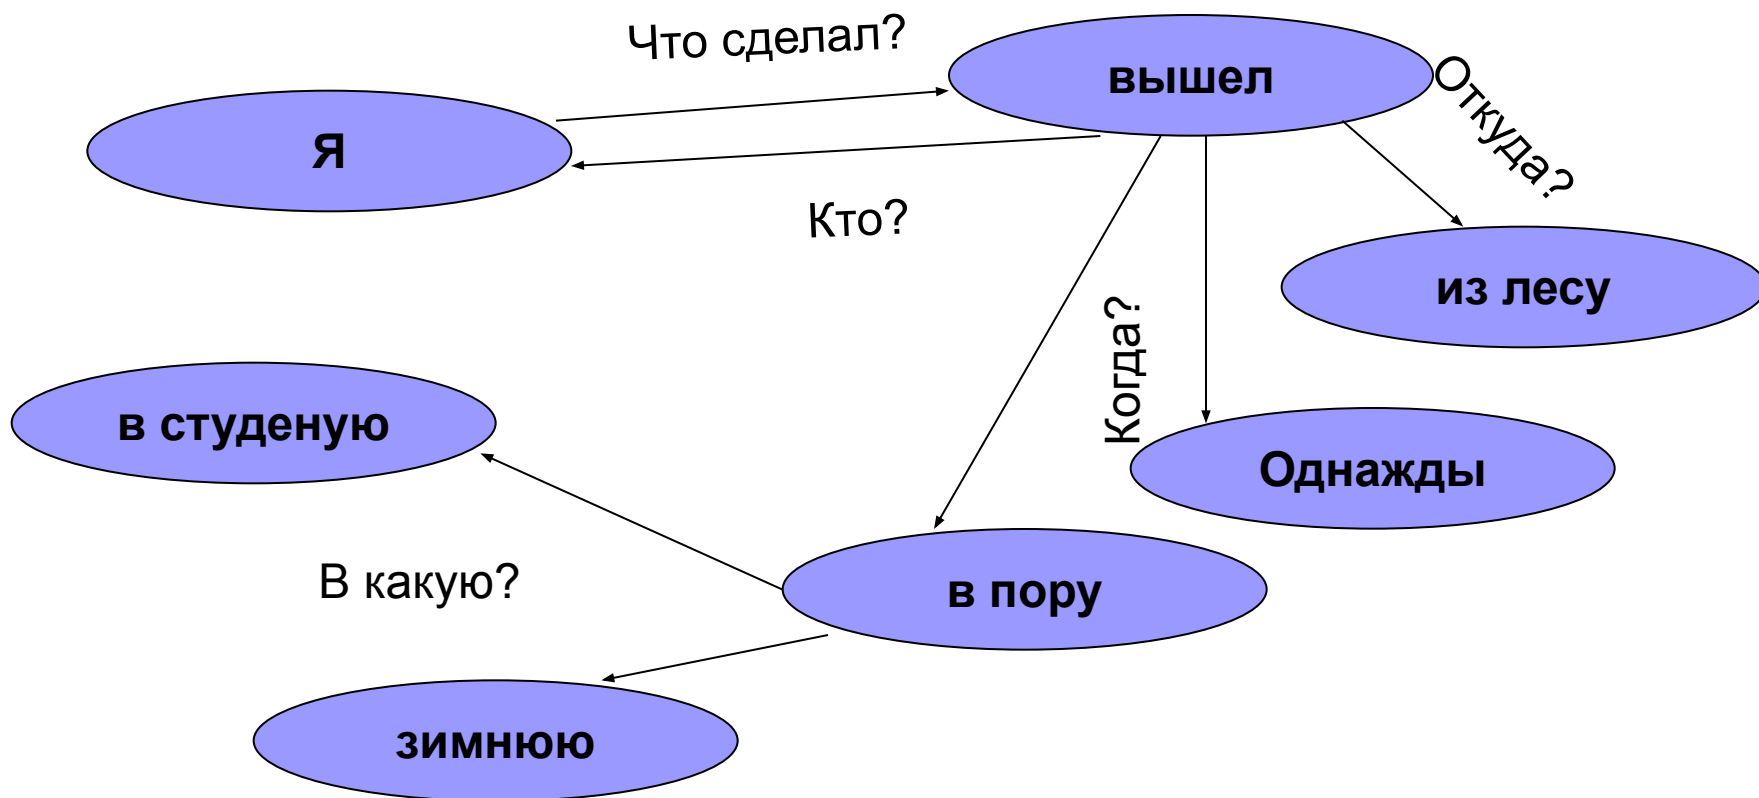 Что сделал?
вышел
Откуда?
Я
Кто?
из лесу
Когда?
в студеную
Однажды
В какую?
в пору
зимнюю